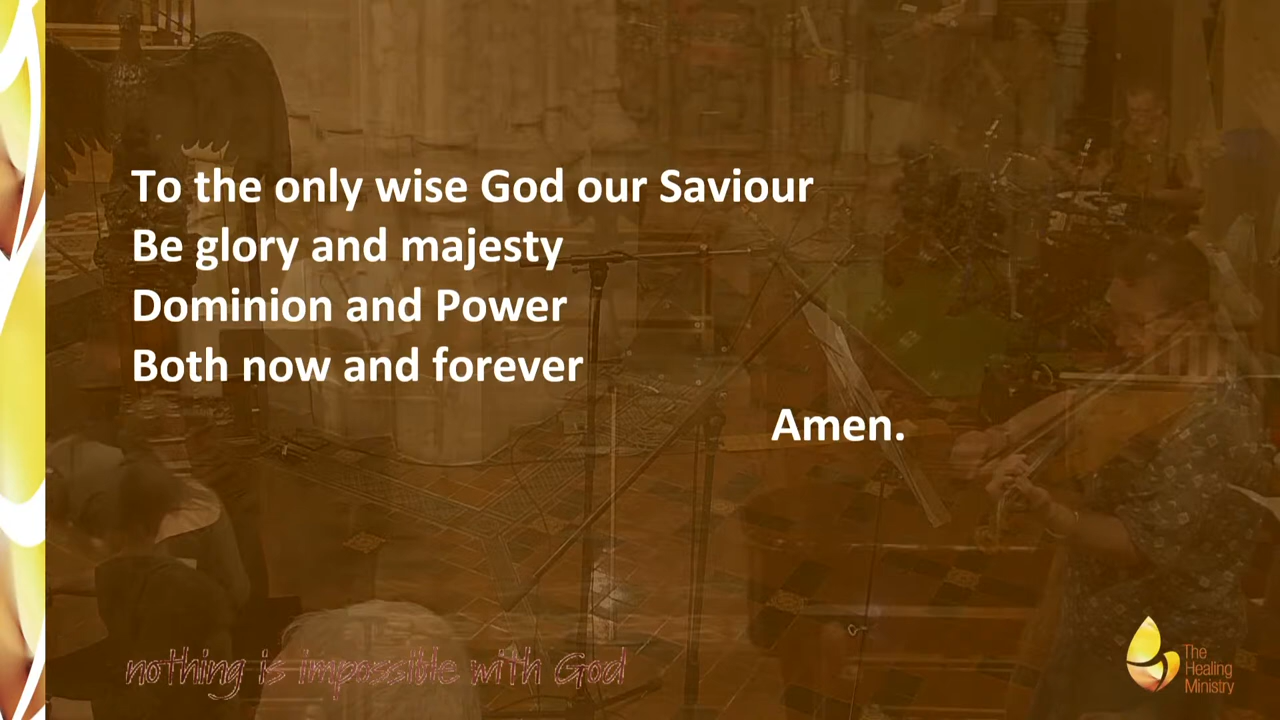 To the only wise God our Saviour
Be glory and majesty
Dominion and Power
Both now and forever
Amen.
nothing is impossible with God
The
Healing
Ministry